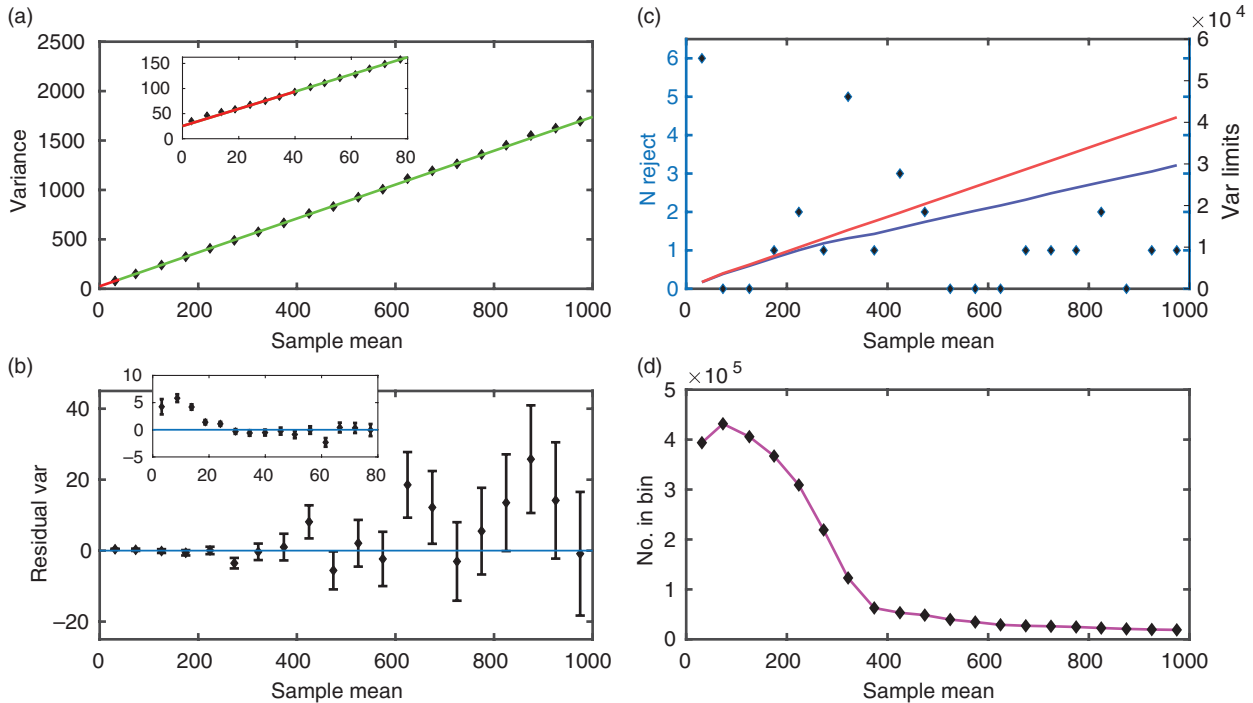 (a)
2500
2000
1500
1000
500
0
Variance
150
100
50
0
0 20 40 60 80
0 200 400 600 800 1000
Sample mean
(b)
40
20
0
−20
Residual var
10
5
0
−5
0 20 40 60 80
0 200 400 600 800 1000
Sample mean
(c)
6
5
4
3
2
1
0
N reject
×10 4
6
5
4
3
2
1
0
Var limits
0 200 400 600 800 1000
Sample mean
(d)
×10 5
5
4
3
2
1
0
No. in bin
0 200 400 600 800 1000
Sample mean